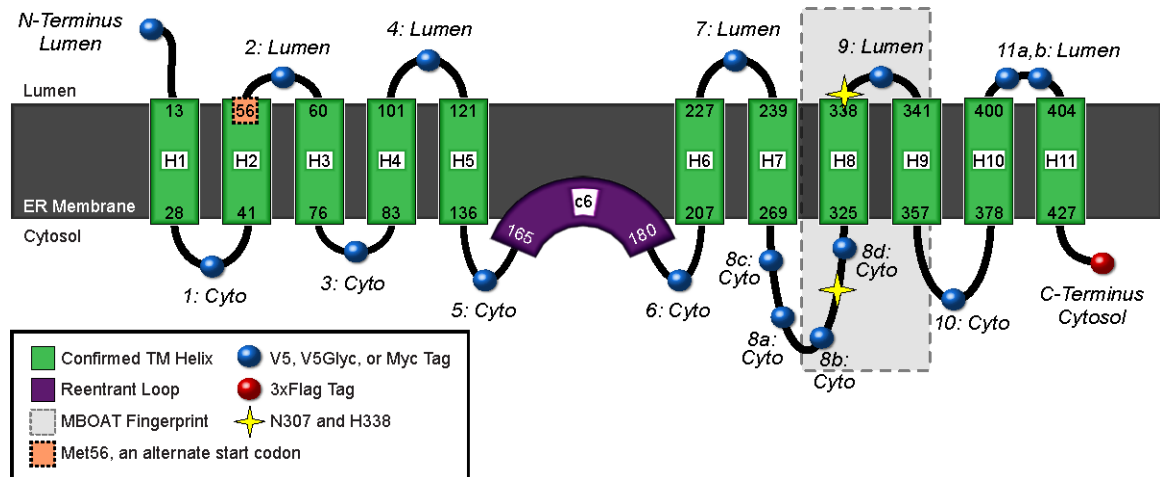 N-Terminus
Lumen
2: Lumen
4: Lumen
7: Lumen
9: Lumen
11a,b: Lumen
Lumen
13 56 60 101 121 227 239 338 341 400 404
H1 H2 H3 H4 H5 H6 H7 H8 H9 H10 H11
c6
ER Membrane
28 41 76 83 136 165 180 207 269 325 357 378 427
Cytosol
1: Cyto
3: Cyto
5: Cyto
6: Cyto
8c:
Cyto
8a:
Cyto
8b:
Cyto
8d:
Cyto
10: Cyto
C-Terminus
Cytosol
Confirmed TM Helix
V5, V5Glyc, or Myc Tag
Reentrant Loop
3xFlag Tag
MBOAT Fingerprint
N307 and H338
Met56, an alternate start codon